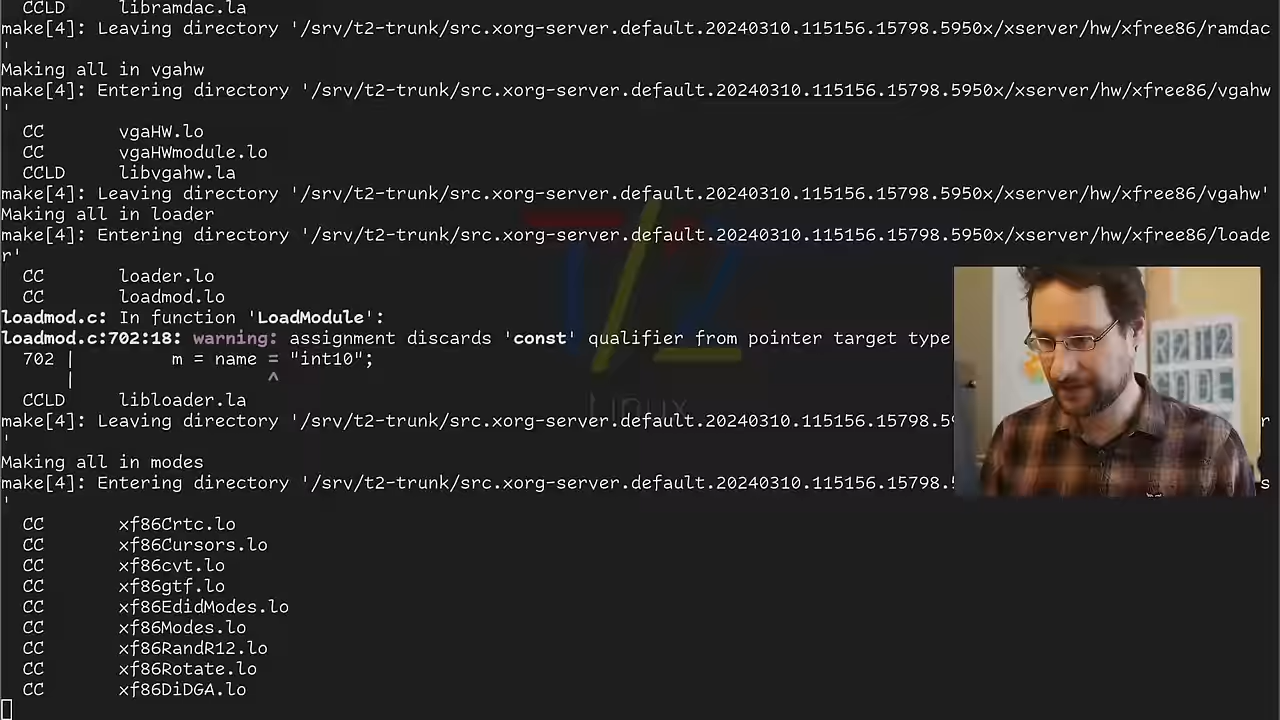 CCLD libramdac.la
make[4]: Leaving directory '/srv/t2-trunk/src.xorg-server.default.20240310.115156.15798.5950x/xserver/hw/xfree86/ramdac
'
Making all in vgahw
make[4]: Entering directory '/srv/t2-trunk/src.xorg-server.default.20240310.115156.15798.5950x/xserver/hw/xfree86/vgahw
'
CC vgaHW.lo
CC vgaHWmodule.lo
CCLD libvgahw.la
make[4]: Leaving directory '/srv/t2-trunk/src.xorg-server.default.20240310.115156.15798.5950x/xserver/hw/xfree86/vgahw'
Making all in loader
make[4]: Entering directory '/srv/t2-trunk/src.xorg-server.default.20240310.115156.15798.5950x/xserver/hw/xfree86/loade
r'
CC loader.lo
CC loadmod.lo
loadmod.c: In function 'LoadModule':
loadmod.c:702:18: warning: assignment discards 'const' qualifier from pointer target type
702 | m = name = "int10";
| ^
CCLD libloader.la
make[4]: Leaving directory '/srv/t2-trunk/src.xorg-server.default.20240310.115156.15798.5
'
Making all in modes
make[4]: Entering directory '/srv/t2-trunk/src.xorg-server.default.20240310.115156.15798.5 s
'
CC xf86Crtc.lo
CC xf86Cursors.lo
CC xf86cvt.lo
CC xf86gtf.lo
CC xf86EdidModes.lo
CC xf86Modes.lo
CC xf86RandR12.lo
CC xf86Rotate.lo
CC xf86DiDGA.lo
T2
Linux